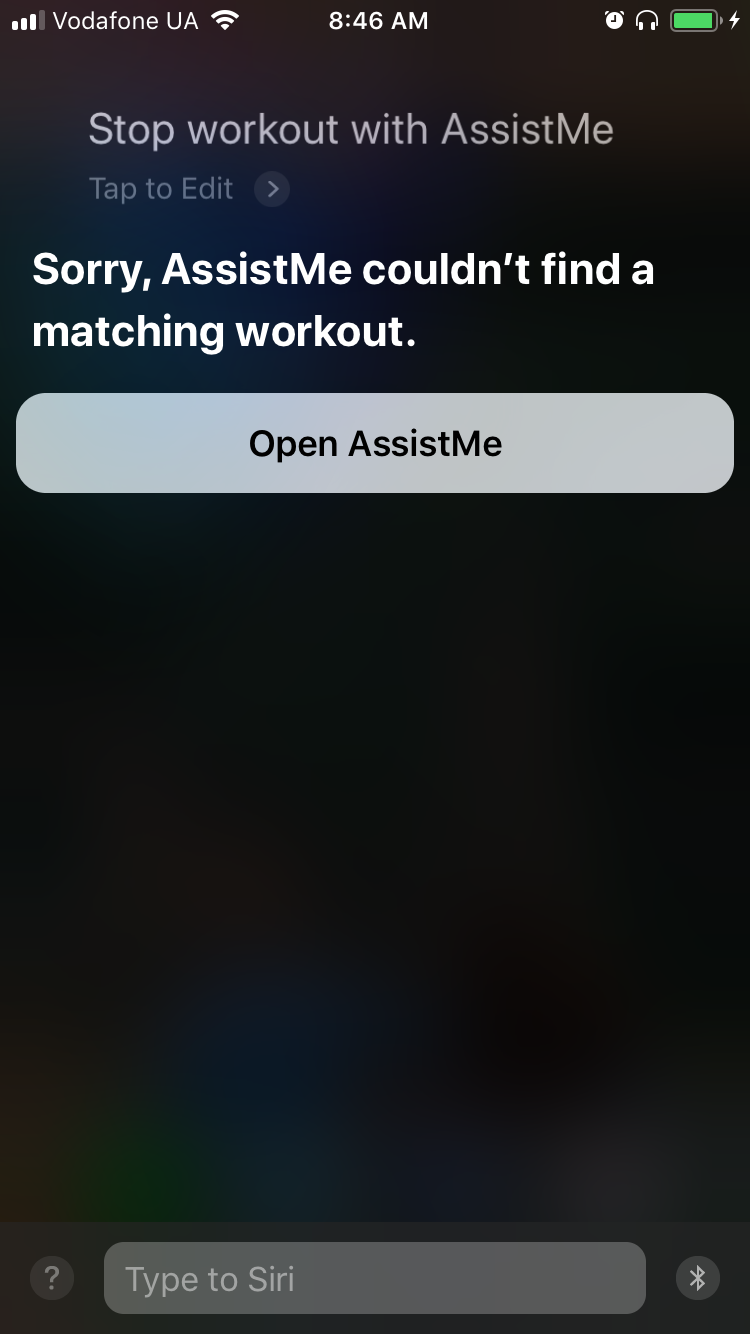 Vodafone UA 8:46 AM
Stop workout with AssistMe
Tap to Edit
Sorry, AssistMe couldn’t find a
matching workout.
Open AssistMe
? Type to Siri